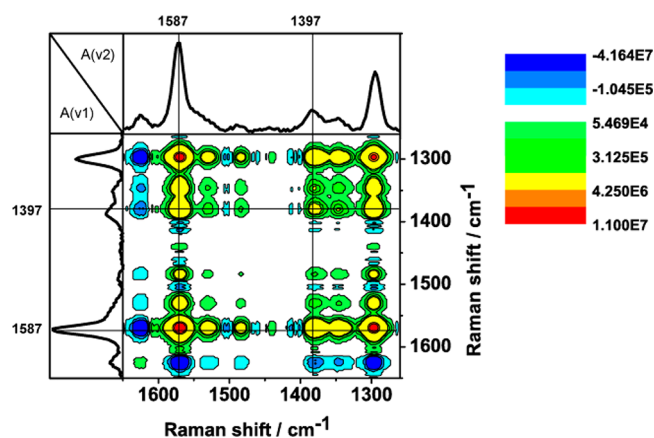 1587
1397
A(v2)
A(v1)
1397
1587
1300
1400
1500
1600
Raman shift / cm-1
1600
1500
1400
1300
Raman shift / cm-1
-4.164E7
-1.045E5
5.469E4
3.125E5
4.250E6
1.100E7